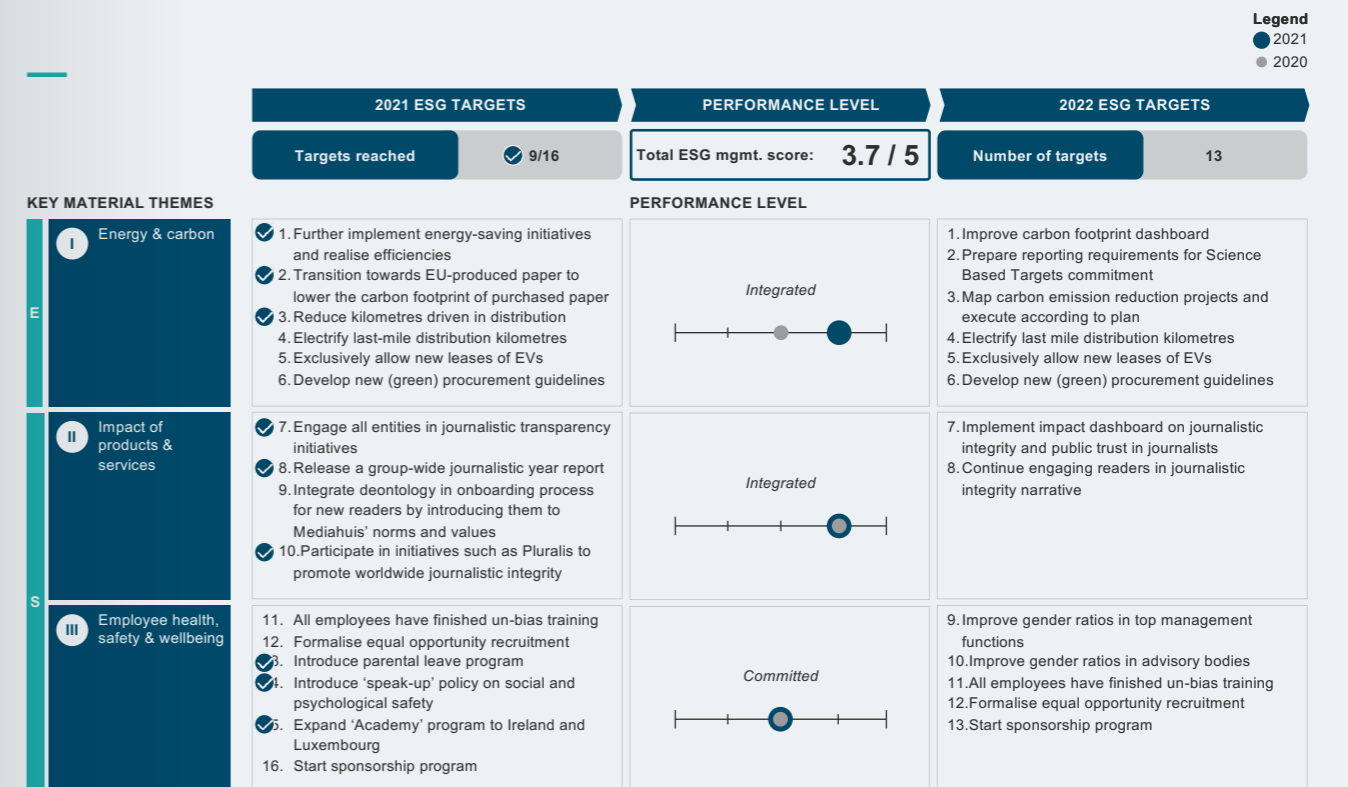 Legend
2021
2020
2021 ESG TARGETS
PERFORMANCE LEVEL
2022 ESG TARGETS
Targets reached
9/16
Total ESG mgmt. score:
3.7 / 5
Number of targets
13
KEY MATERIAL THEMES
PERFORMANCE LEVEL
E
I
Energy & carbon
1. Further implement energy-saving initiatives
and realise efficiencies
2. Transition towards EU-produced paper to
lower the carbon footprint of purchased paper
3. Reduce kilometres driven in distribution
4. Electrify last-mile distribution kilometres
5. Exclusively allow new leases of EVs
6. Develop new (green) procurement guidelines
Integrated
1. Improve carbon footprint dashboard
2. Prepare reporting requirements for Science
Based Targets commitment
3. Map carbon emission reduction projects and
execute according to plan
4. Electrify last mile distribution kilometres
5. Exclusively allow new leases of EVs
6. Develop new (green) procurement guidelines
S
II
Impact of
products &
services
7. Engage all entities in journalistic transparency
initiatives
8. Release a group-wide journalistic year report
9. Integrate deontology in onboarding process
for new readers by introducing them to
Mediahuis’ norms and values
10.Participate in initiatives such as Pluralis to
promote worldwide journalistic integrity
Integrated
7. Implement impact dashboard on journalistic
integrity and public trust in journalists
8. Continue engaging readers in journalistic
integrity narrative
III
Employee health,
safety & wellbeing
11. All employees have finished un-bias training
12. Formalise equal opportunity recruitment
3. Introduce parental leave program
4. Introduce ‘speak-up’ policy on social and
psychological safety
5. Expand ‘Academy’ program to Ireland and
Luxembourg
16. Start sponsorship program
Committed
9. Improve gender ratios in top management
functions
10.Improve gender ratios in advisory bodies
11.All employees have finished un-bias training
12.Formalise equal opportunity recruitment
13.Start sponsorship program